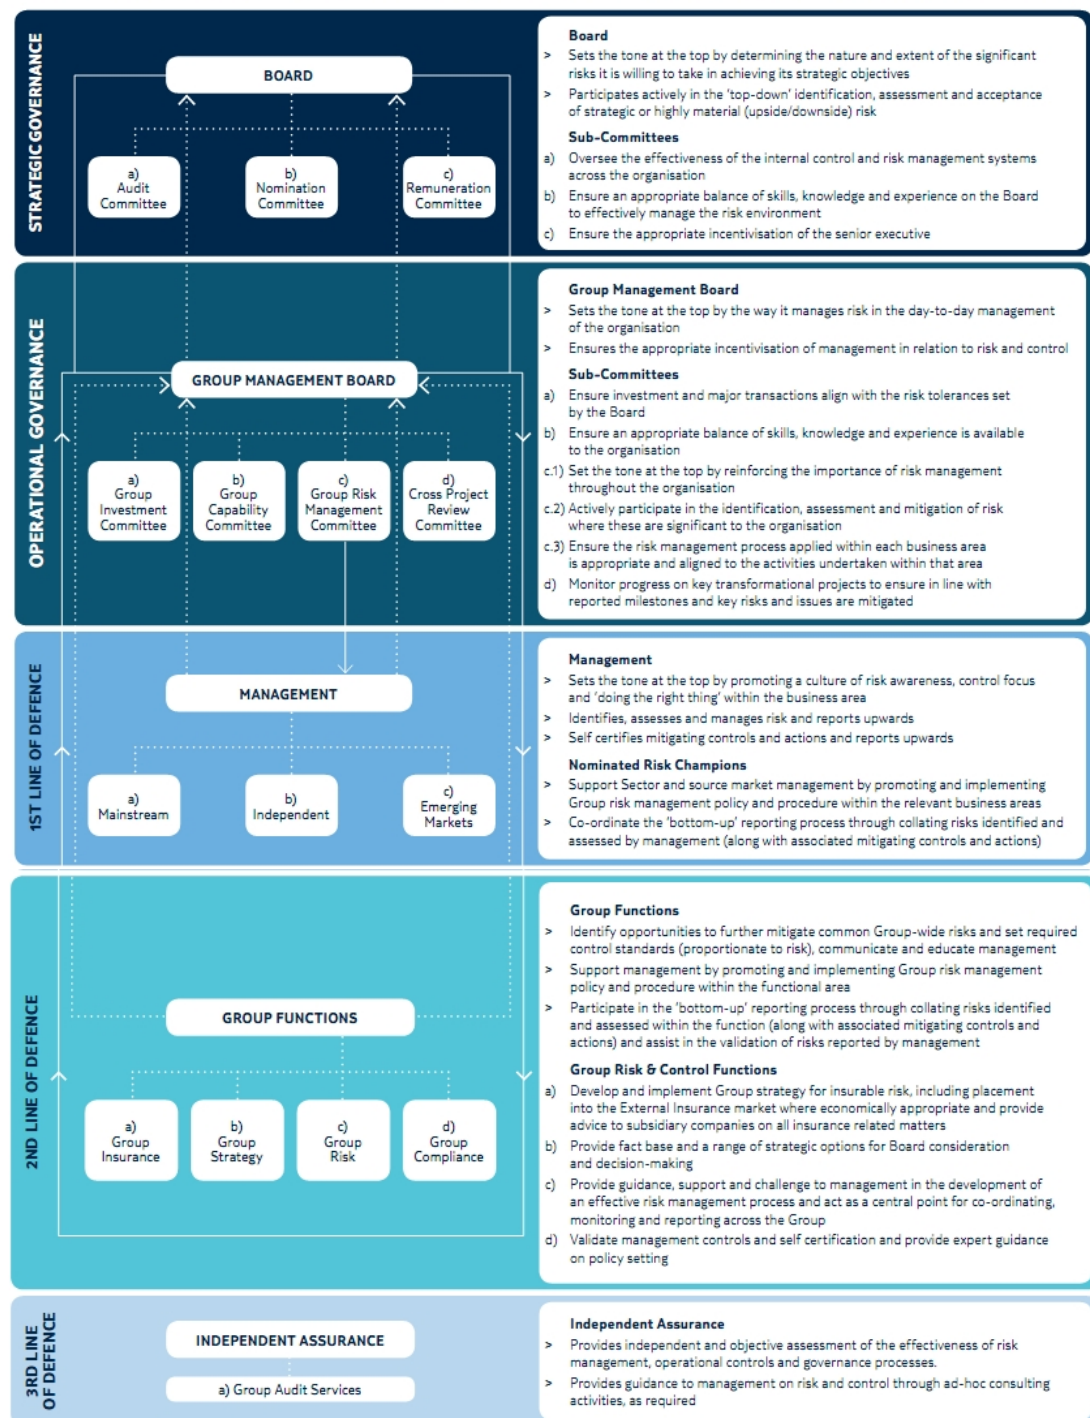 STRATEGIC GOVERNANCE
BOARD
a)
Audit
Committee
b)
Nomination
Committee
c)
Remuneration
Committee
Board
> Sets the tone at the top by determining the nature and extent of the significant
risks it is willing to take in achieving its strategic objectives
> Participates actively in the 'top-down' identification, assessment and acceptance
of strategic or highly material (upside/downside) risk
Sub-Committees
a) Oversee the effectiveness of the internal control and risk management systems
across the organisation
b) Ensure an appropriate balance of skills, knowledge and experience on the Board
to effectively manage the risk environment
c) Ensure the appropriate incentivisation of the senior executive
OPERATIONAL GOVERNANCE
GROUP MANAGEMENT BOARD
a)
Group
Investment
Committee
b)
Group
Capability
Committee
c)
Group Risk
Management
Committee
d)
Cross Project
Review
Committee
Group Management Board
> Sets the tone at the top by the way it manages risk in the day-to-day management
of the organisation
> Ensures the appropriate incentivisation of management in relation to risk and control
Sub-Committees
a) Ensure investment and major transactions align with the risk tolerances set
by the Board
b) Ensure an appropriate balance of skills, knowledge and experience is available
to the organisation
c.1) Set the tone at the top by reinforcing the importance of risk management
throughout the organisation
c.2) Actively participate in the identification, assessment and mitigation of risk
where these are significant to the organisation
c.3) Ensure the risk management process applied within each business area
is appropriate and aligned to the activities undertaken within that area
d) Monitor progress on key transformational projects to ensure in line with
reported milestones and key risks and issues are mitigated
1ST LINE OF DEFENCE
MANAGEMENT
a)
Mainstream
b)
Independent
c)
Emerging
Markets
Management
> Sets the tone at the top by promoting a culture of risk awareness, control focus
and 'doing the right thing' within the business area
> Identifies, assesses and manages risk and reports upwards
> Self certifies mitigating controls and actions and reports upwards
Nominated Risk Champions
> Support Sector and source market management by promoting and implementing
Group risk management policy and procedure within the relevant business areas
> Co-ordinate the 'bottom-up' reporting process through collating risks identified and
assessed by management (along with associated mitigating controls and actions)
2ND LINE OF DEFENCE
GROUP FUNCTIONS
a)
Group
Insurance
b)
Group
Strategy
c)
Group
Risk
d)
Group
Compliance
Group Functions
> Identify opportunities to further mitigate common Group-wide risks and set required
control standards (proportionate to risk), communicate and educate management
> Support management by promoting and implementing Group risk management
policy and procedure within the functional area
> Participate in the 'bottom-up' reporting process through collating risks identified
and assessed within the function (along with associated mitigating controls and
actions) and assist in the validation of risks reported by management
Group Risk & Control Functions
a) Develop and implement Group strategy for insurable risk, including placement
into the External Insurance market where economically appropriate and provide
advice to subsidiary companies on all insurance related matters
b) Provide fact base and a range of strategic options for Board consideration
and decision-making
c) Provide guidance, support and challenge to management in the development of
an effective risk management process and act as a central point for co-ordinating,
monitoring and reporting across the Group
d) Validate management controls and self certification and provide expert guidance
on policy setting
3RD LINE
OF DEFENCE
INDEPENDENT ASSURANCE
a) Group Audit Services
Independent Assurance
> Provides independent and objective assessment of the effectiveness of risk
management, operational controls and governance processes.
> Provides guidance to management on risk and control through ad-hoc consulting
activities, as required